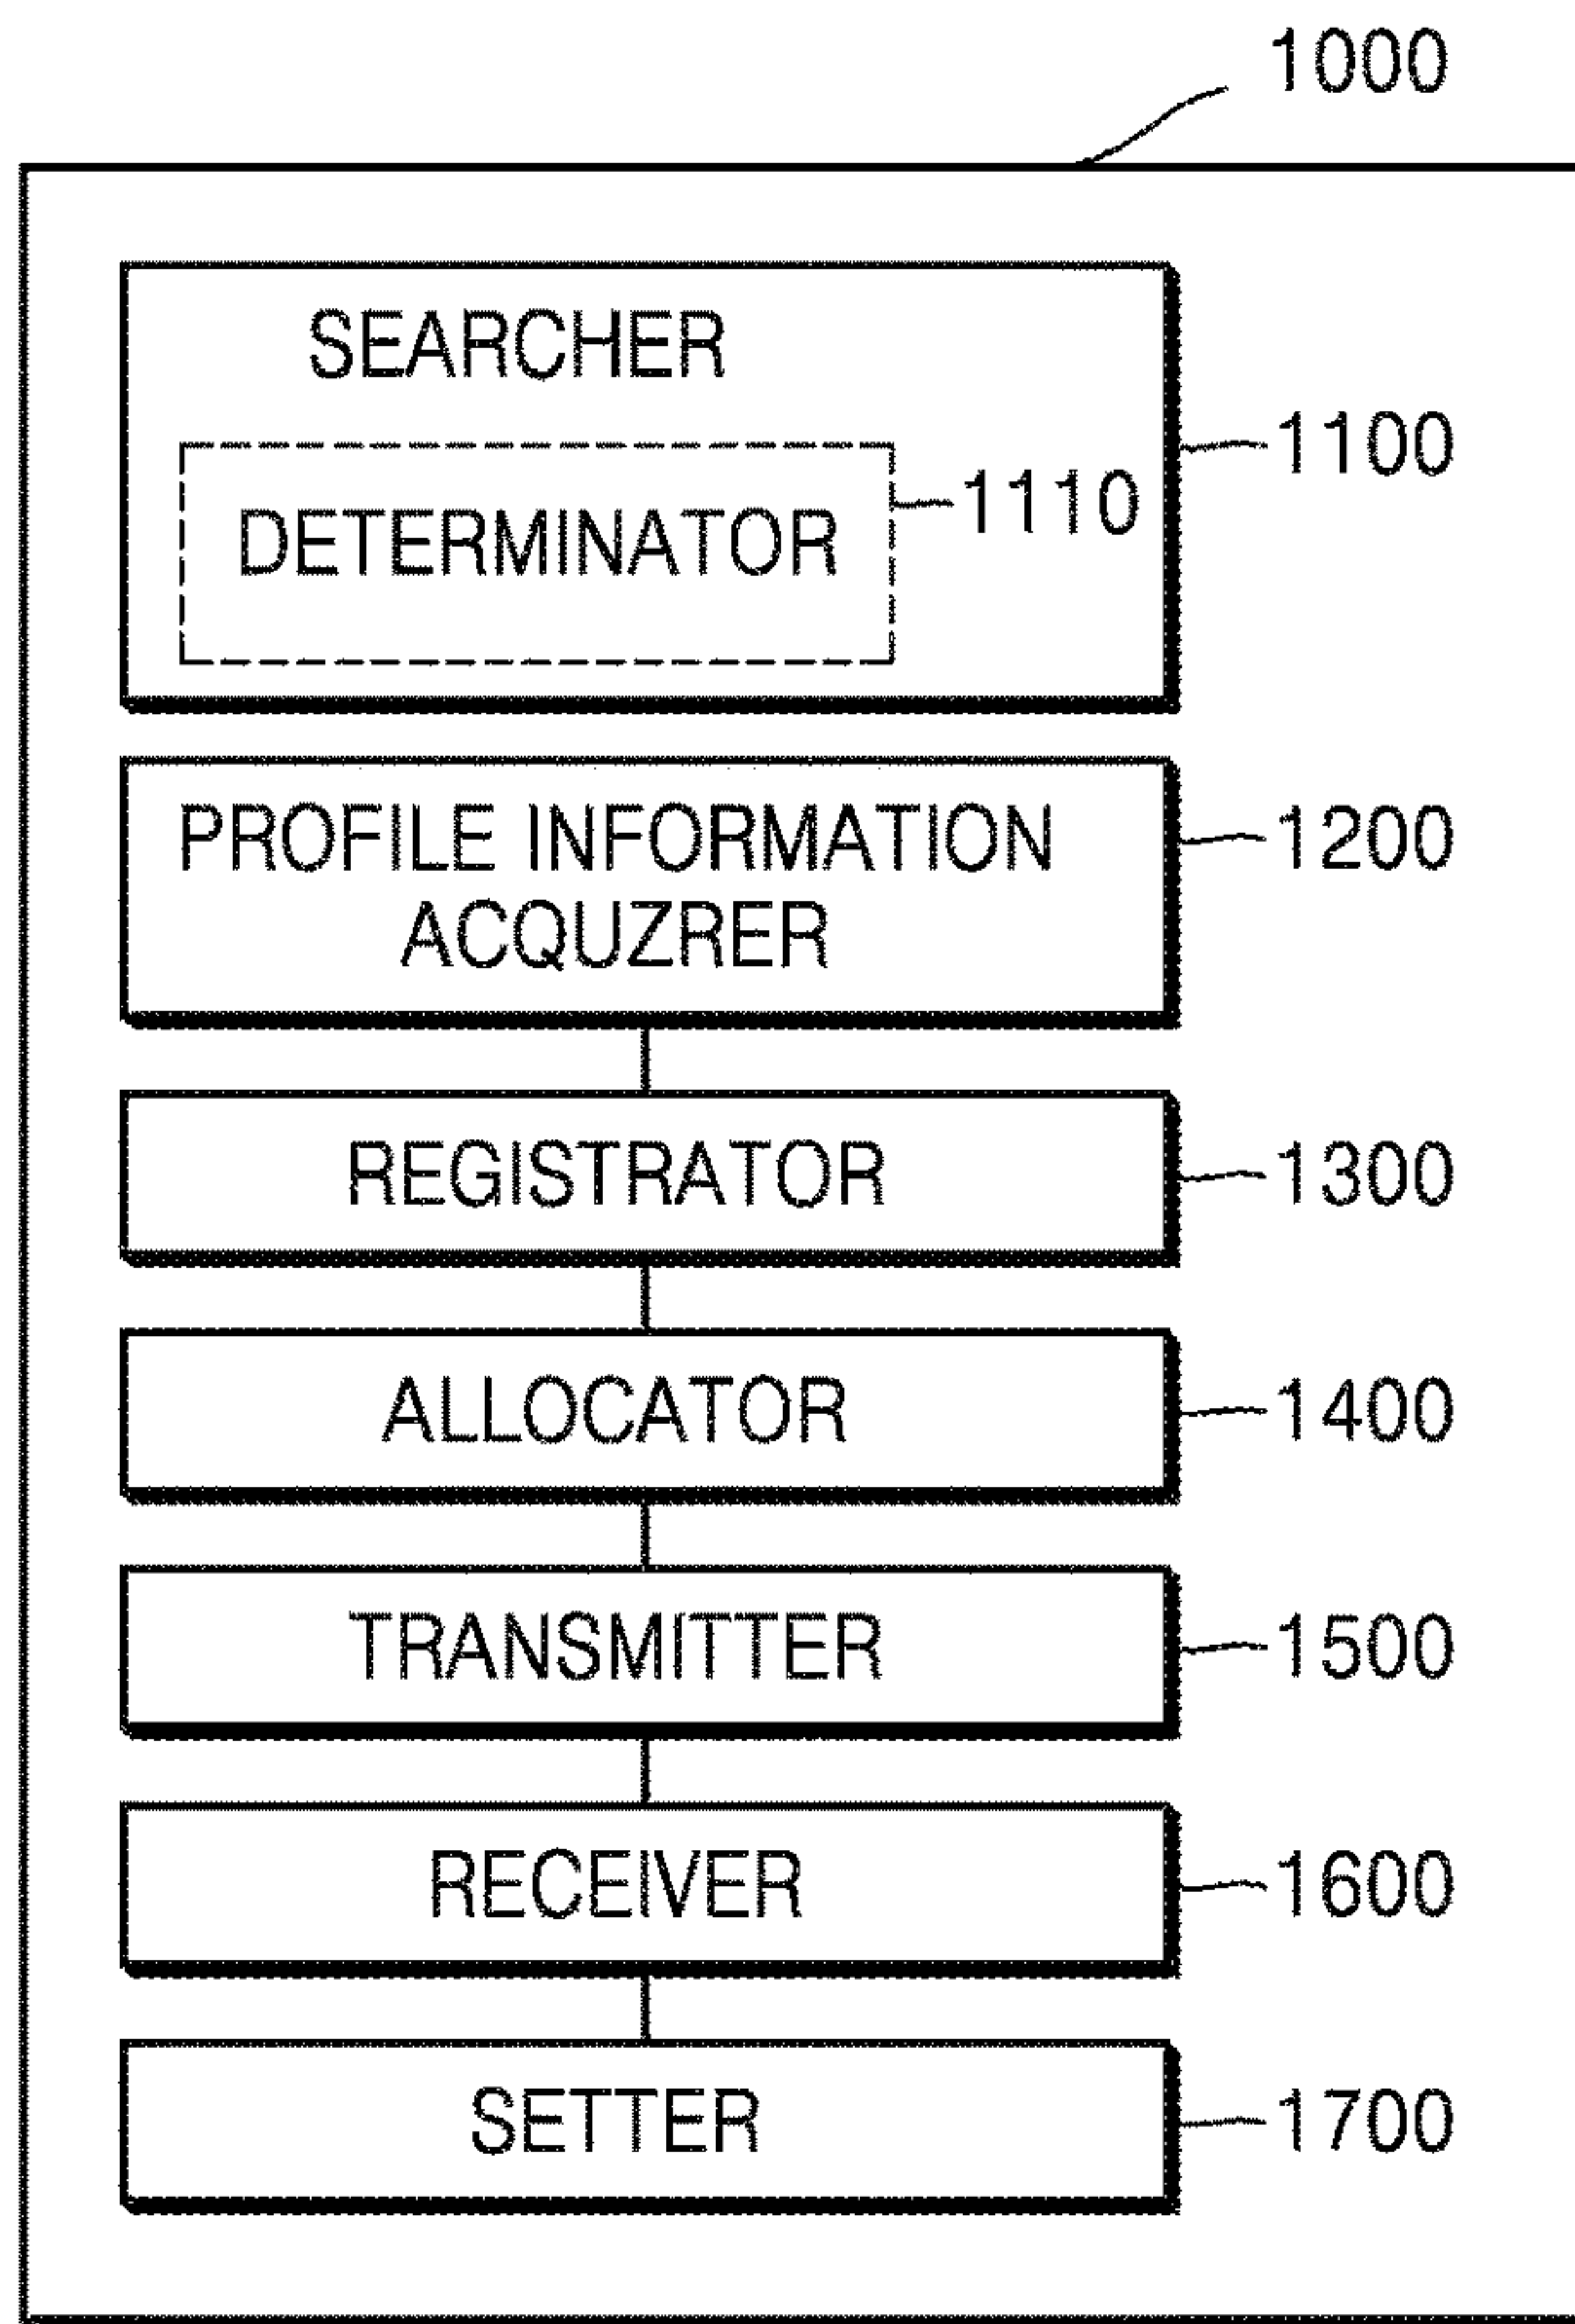 1000
SEARCHER
1100
DETERMINATOR
1110
PROFILE INFORMATION
ACQUZRER
1200
REGISTRATOR
1300
ALLOCATOR
1400
TRANSMITTER
1500
RECEIVER
1600
SETTER
1700